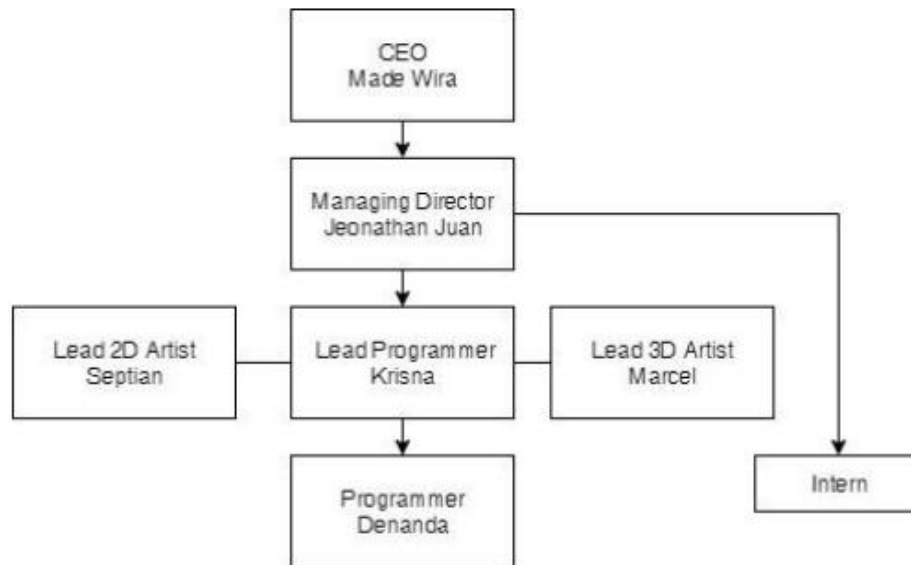 CEO
Made Wira
Managing Director
Jeonathan Juan
Lead 2D Artist
Septian
Lead Programmer
Krisna
Lead 3D Artist
Marcel
Programmer
Denanda
Intern